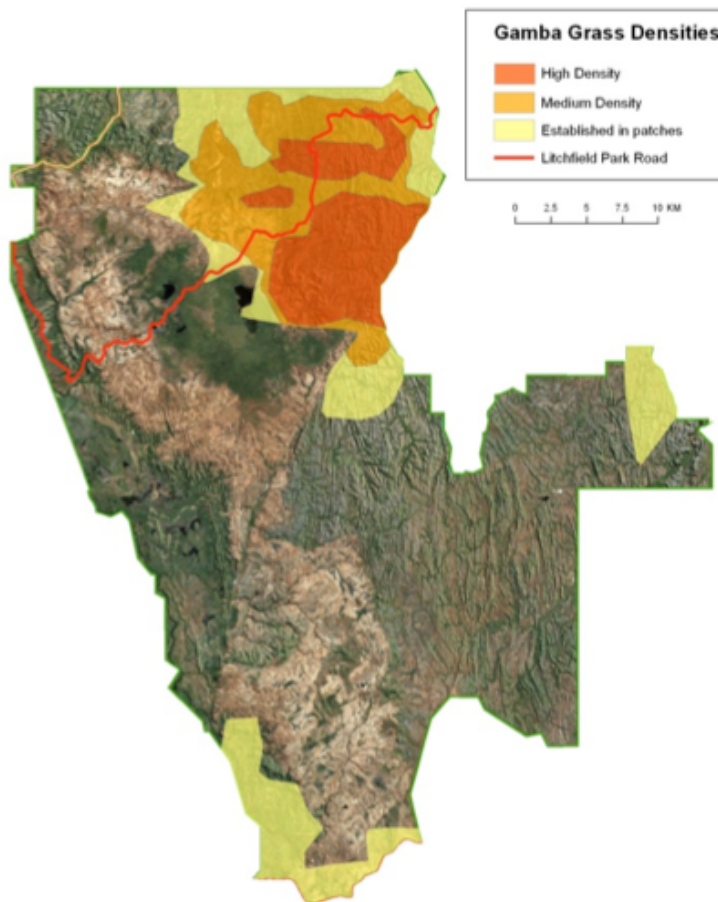 Gamba Grass Densities
High Density
Medium Density
Established in patches
Litchfield Park Road
0 2.5 5 7.5 10 KM